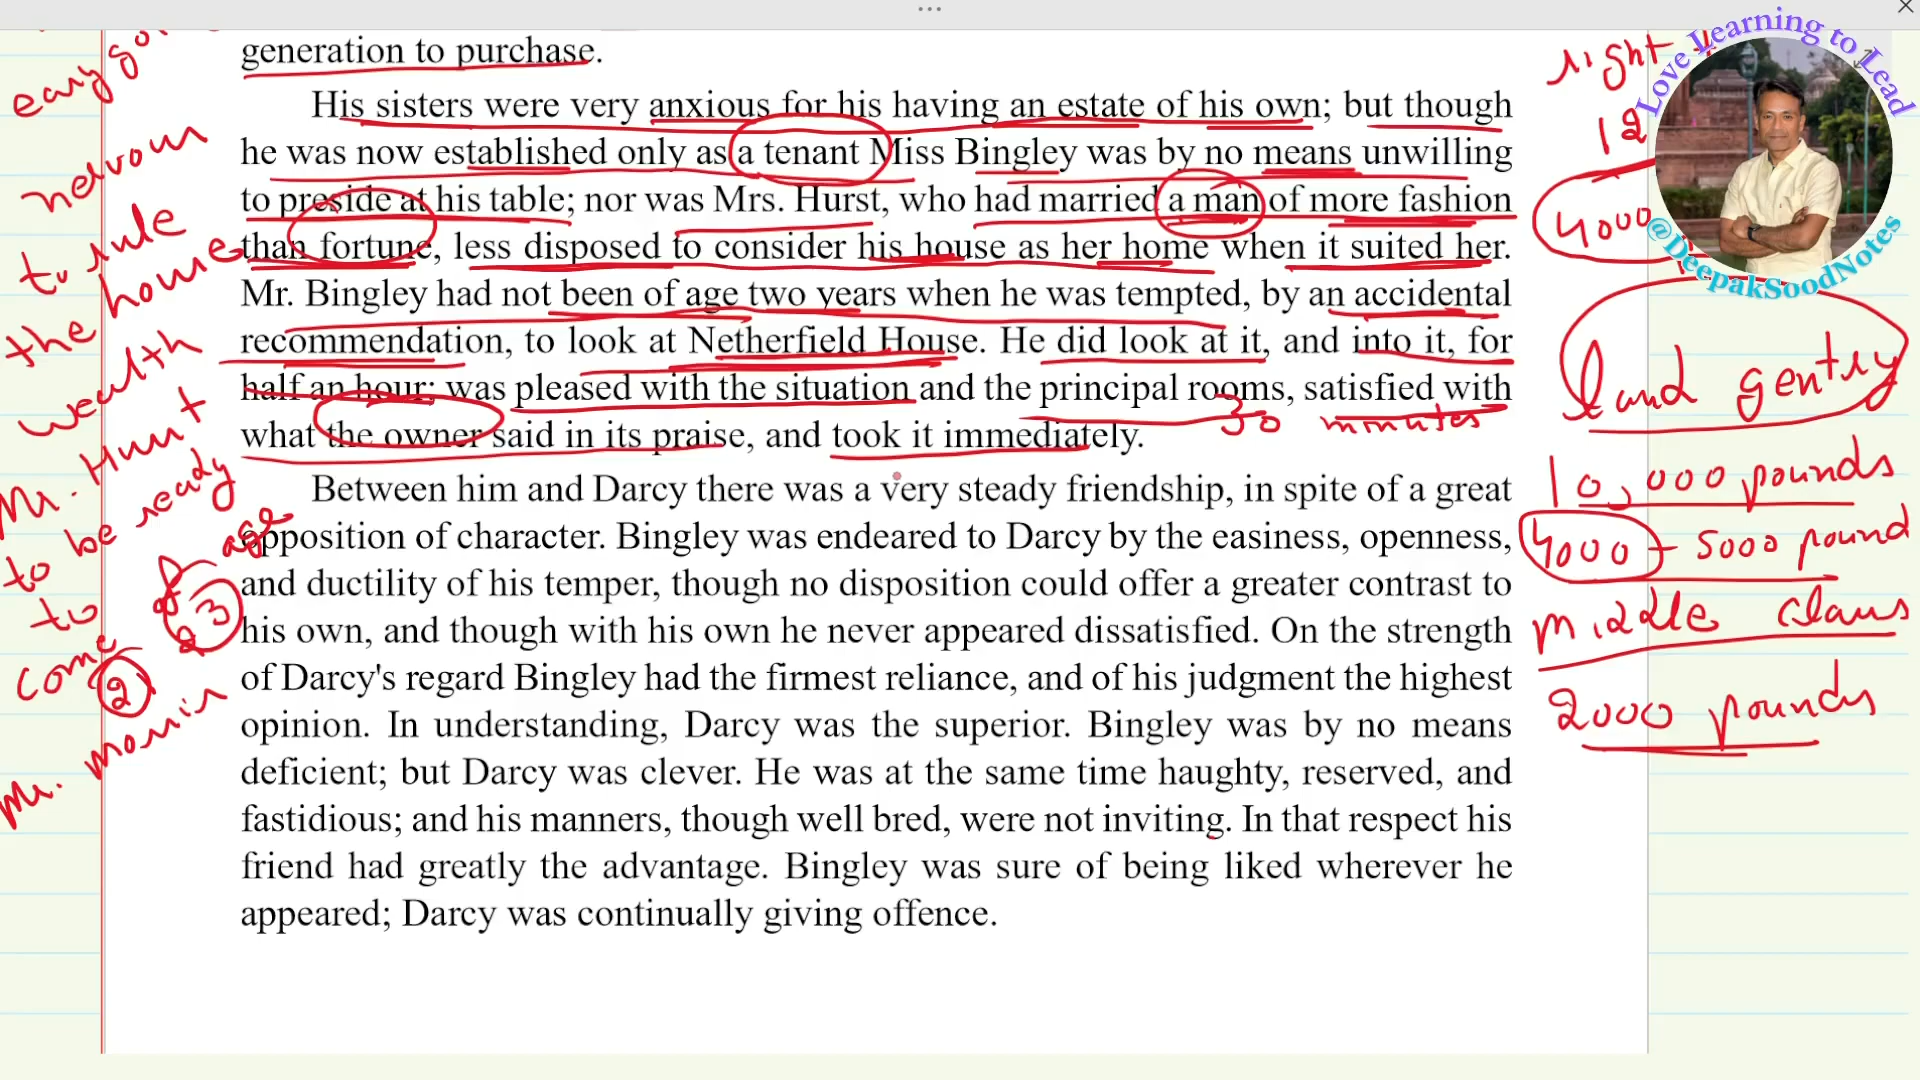 generation to purchase.
His sisters were very anxious for his having an estate of his own; but though
he was now established only as a tenant Miss Bingley was by no means unwilling
to preside at his table; nor was Mrs. Hurst, who had married a man of more fashion
than fortune, less disposed to consider his house as her home when it suited her.
Mr. Bingley had not been of age two years when he was tempted, by an accidental
recommendation, to look at Netherfield House. He did look at it, and into it, for
half an hour; was pleased with the situation and the principal rooms, satisfied with
what the owner said in its praise, and took it immediately.
Between him and Darcy there was a very steady friendship, in spite of a great
opposition of character. Bingley was endeared to Darcy by the easiness, openness,
and ductility of his temper, though no disposition could offer a greater contrast to
his own, and though with his own he never appeared dissatisfied. On the strength
of Darcy's regard Bingley had the firmest reliance, and of his judgment the highest
opinion. In understanding, Darcy was the superior. Bingley was by no means
deficient; but Darcy was clever. He was at the same time haughty, reserved, and
fastidious; and his manners, though well bred, were not inviting. In that respect his
friend had greatly the advantage. Bingley was sure of being liked wherever he
appeared; Darcy was continually giving offence.
to rule
the house
wealth
Mr. Hurst
to be ready
to
come
2
of age
23
Mr.
30 minutes
right
12
4000
land gentry
10,000 pounds
4000 - 5000 pound
middle class
2000 pounds
Love Learning to Lead
@DeepakSoodNotes